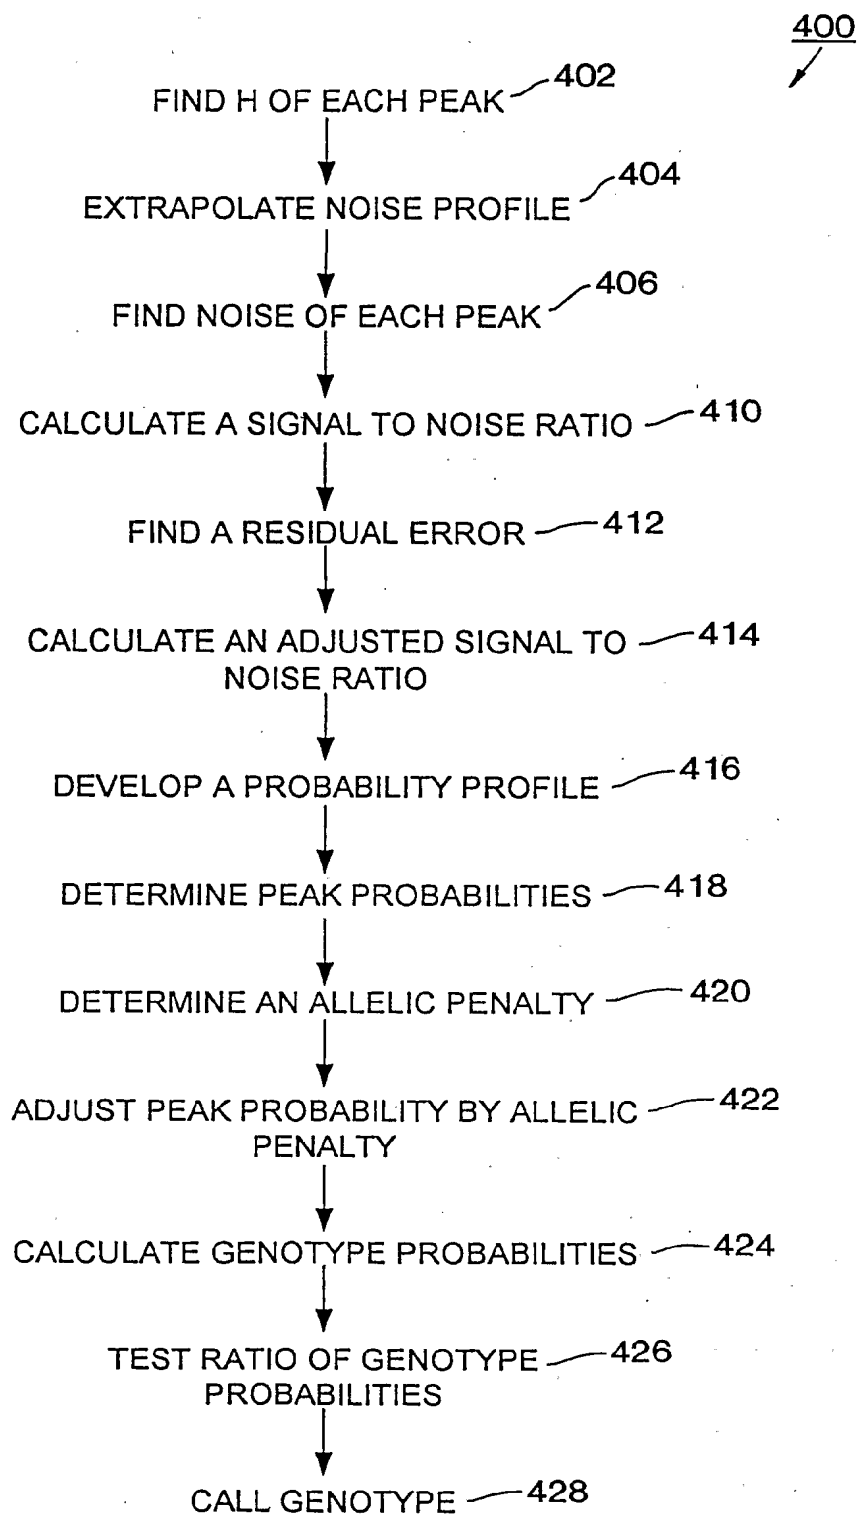 400
FIND H OF EACH PEAK 402
EXTRAPOLATE NOISE PROFILE 404
FIND NOISE OF EACH PEAK 406
CALCULATE A SIGNAL TO NOISE RATIO 410
FIND A RESIDUAL ERROR 412
CALCULATE AN ADJUSTED SIGNAL TO 414
NOISE RATIO
DEVELOP A PROBABILITY PROFILE 416
DETERMINE PEAK PROBABILITIES 418
DETERMINE AN ALLELIC PENALTY 420
ADJUST PEAK PROBABILITY BY ALLELIC 422
PENALTY
CALCULATE GENOTYPE PROBABILITIES 424
TEST RATIO OF GENOTYPE 426
PROBABILITIES
CALL GENOTYPE 428